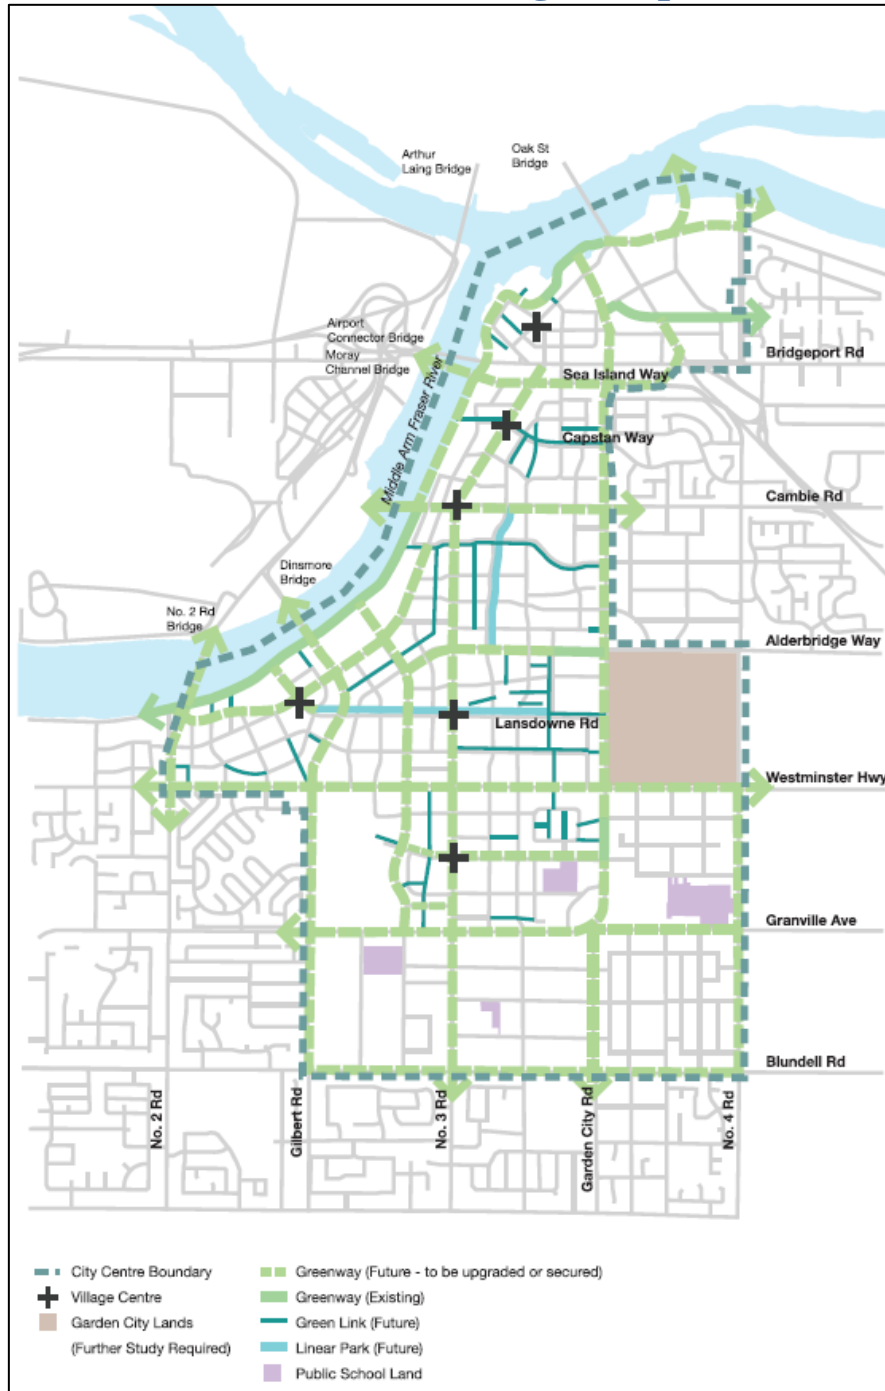 Arthur
Laing Bridge
Oak St
Bridge
Airport
Connector Bridge
Moray
Channel Bridge
Middle Arm Fraser River
Bridgeport Rd
Sea Island Way
Capstan Way
Cambie Rd
Dinsmore
Bridge
No. 2 Rd
Bridge
Alderbridge Way
Lansdowne Rd
Westminster Hwy
Granville Ave
Blundell Rd
No. 2 Rd
Gilbert Rd
No. 3 Rd
Garden City Rd
No. 4 Rd
City Centre Boundary
Village Centre
Garden City Lands
(Further Study Required)
Greenway (Future - to be upgraded or secured)
Greenway (Existing)
Green Link (Future)
Linear Park (Future)
Public School Land